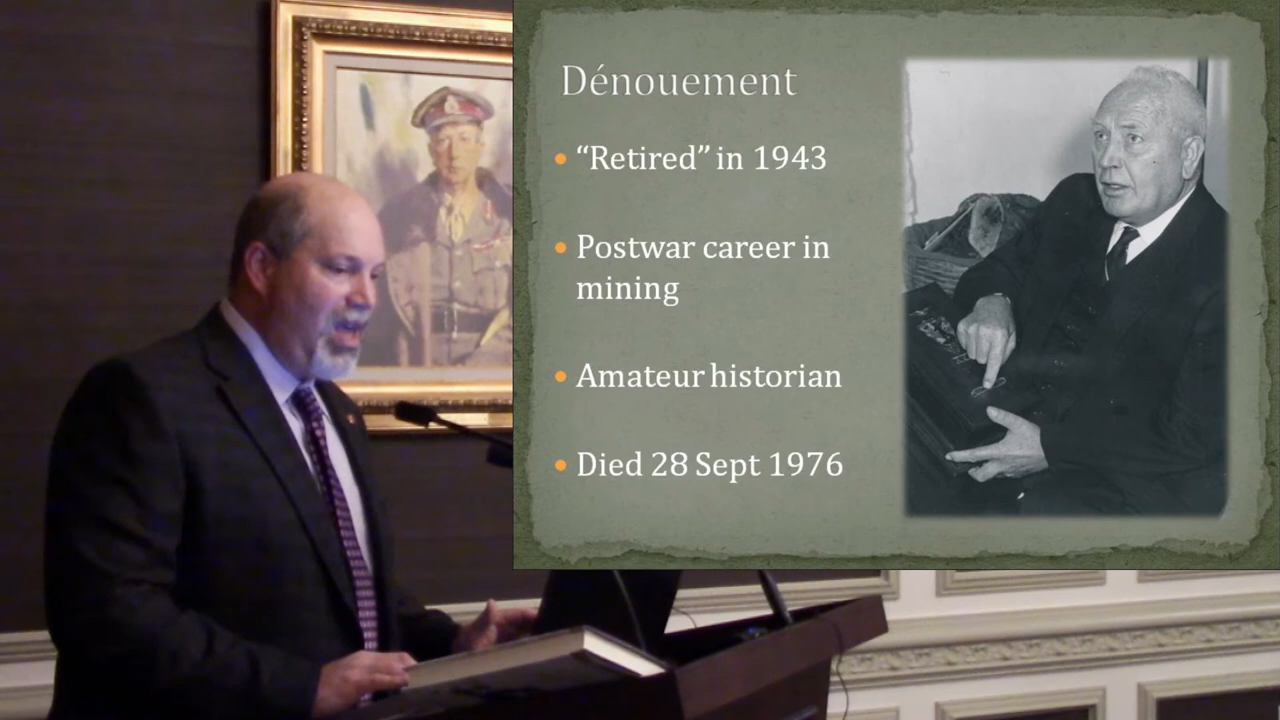 Dénouement
• “Retired” in 1943
• Postwar career in
mining
• Amateur historian
• Died 28 Sept 1976